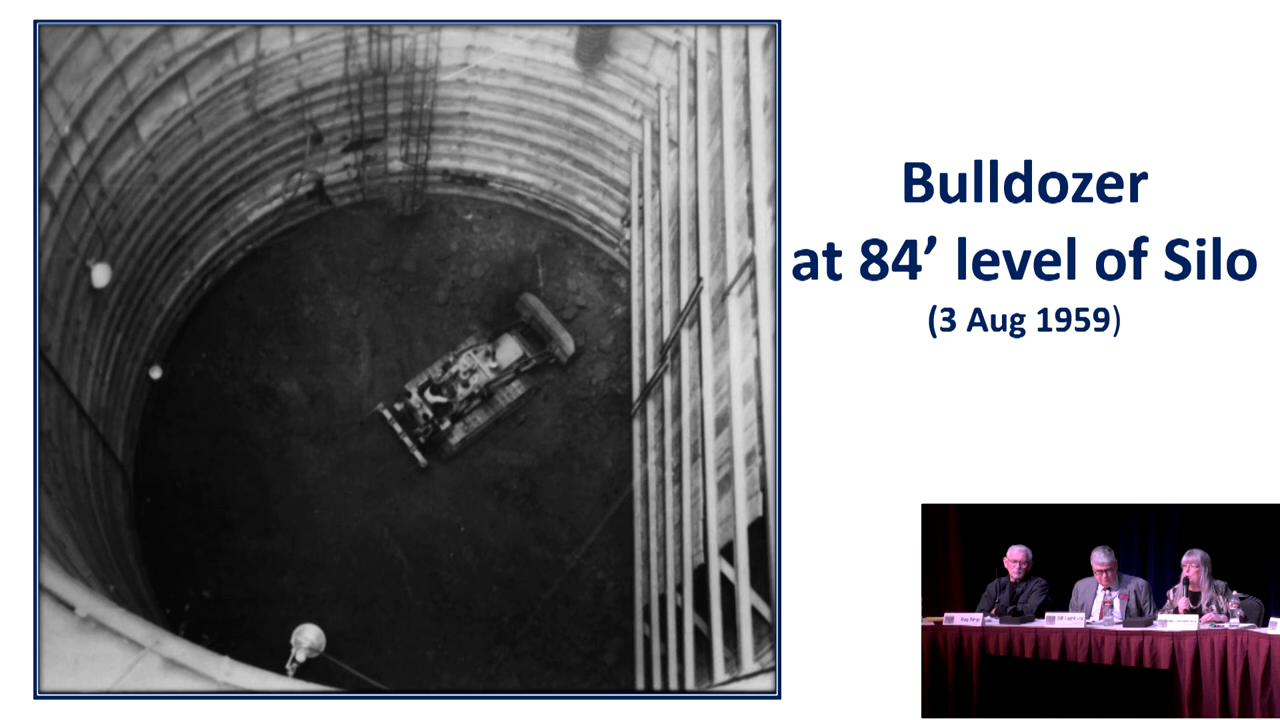 Bulldozer
at 84’ level of Silo
(3 Aug 1959)